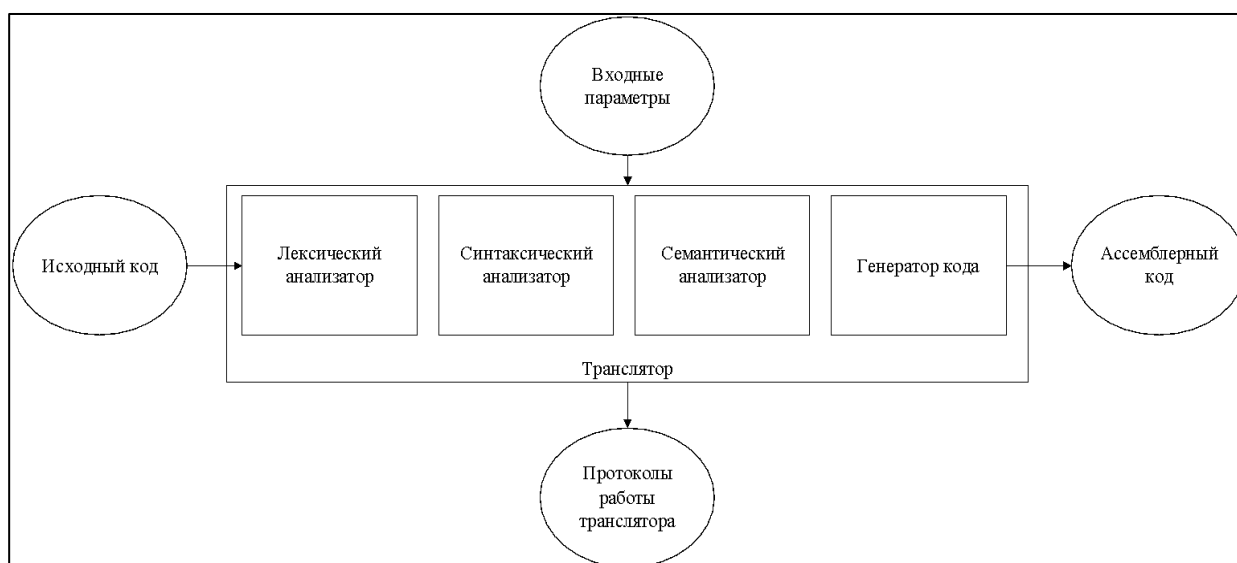 Входные
параметры
Исходный код
Лексический
анализатор
Синтаксический
анализатор
Семантический
анализатор
Генератор кода
Ассемблерный
код
Транслятор
Протоколы
работы
транслятора